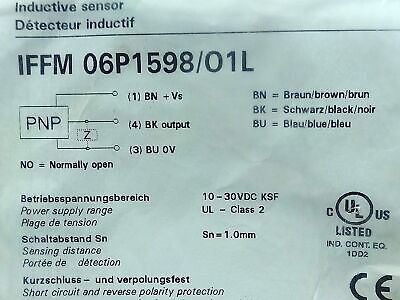 Inductive sensor
Détecteur inductif
IFFM 06P1598/O1L
(1) BN + Vs
BN = Braun/brown/brun
PNP
(4) BK output
BK = Schwarz/black/noir
Z
(3) BU 0V
BU = Blau/blue/bleu
NO = Normally open
Betriebsspannungsbereich
10-30VDC KSF
Power supply range
UL - Class 2
Plage de tension
C UL US
LISTED
IND. CONT. EQ.
1DD2
Schaltabstand Sn
Sn=1.0mm
Sensing distance
Portée de détection
Kurzschluss - und verpolungsfest
Short circuit and reverse polarity protection
CE